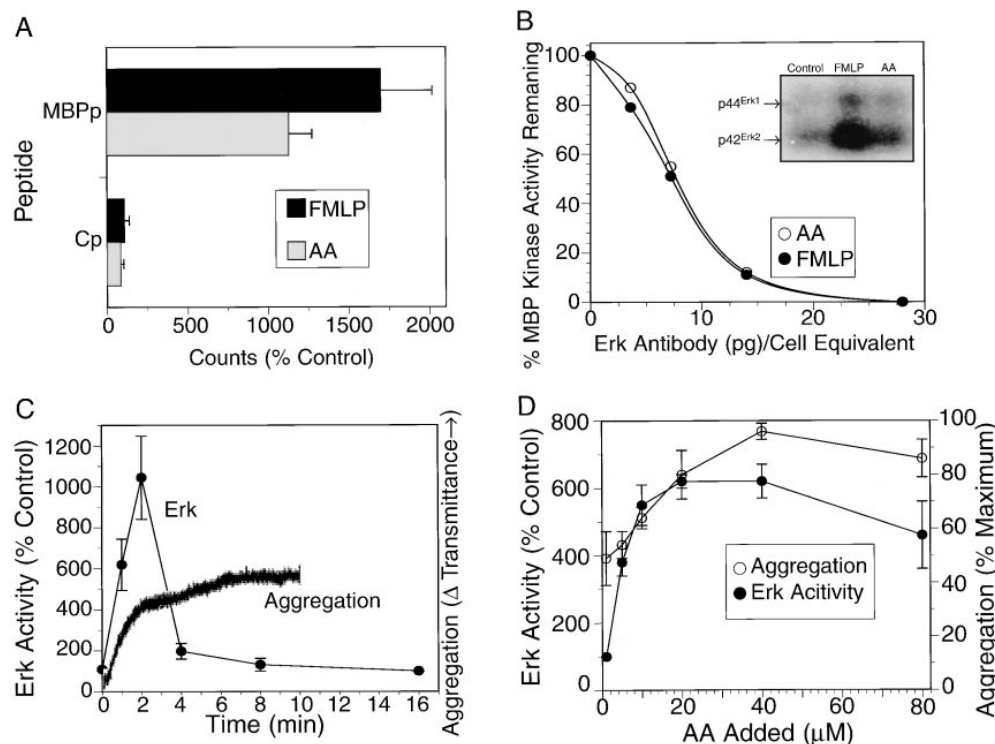 A
Peptide
MBPp
Cp
FMLP
AA
0 500 1000 1500 2000
Counts (% Control)
B
% MBP Kinase Activity Remaning
100
80
60
40
20
0
Control FMLP AA
p44Erk1
p42Erk2
AA
FMLP
0 10 20 30
Erk Antibody (pg)/Cell Equivalent
C
Erk Activity (% Control)
1200
1000
800
600
400
200
0
Erk
Aggregation
Aggregation (Δ Transmittance→)
0 2 4 6 8 10 12 14 16
Time (min)
D
Erk Activity (% Control)
800
600
400
200
0
Aggregation
Erk Acitivity
100
80
60
40
20
0
Aggregation (% Maximum)
0 20 40 60 80
AA Added (μM)